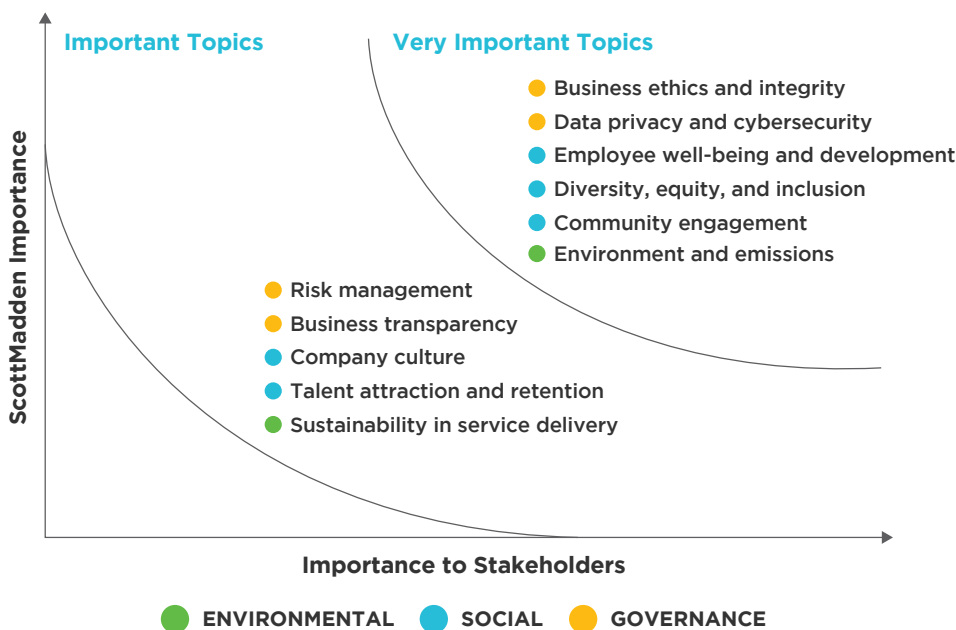 Important Topics
Very Important Topics
Business ethics and integrity
Data privacy and cybersecurity
Employee well-being and development
Diversity, equity, and inclusion
Community engagement
Environment and emissions
Risk management
Business transparency
Company culture
Talent attraction and retention
Sustainability in service delivery
ScottMadden Importance
Importance to Stakeholders
ENVIRONMENTAL SOCIAL GOVERNANCE